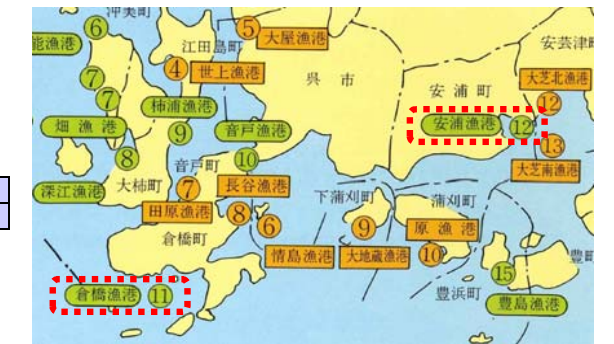 沖美町
⑥
能漁港
⑤
大屋漁港
江田島町
④
世上漁港
呉市
安芸津町
安浦町
大芝北漁港
⑫
⑦
⑦
柿浦漁港
⑨
畑漁港
⑧
音戸漁港
⑩
安浦漁港
⑫
⑬
大芝南漁港
音戸町
深江漁港
大柿町
⑦
長谷漁港
田原漁港
⑧
⑥
下蒲刈町
蒲刈町
⑨
原漁港
⑩
倉橋町
情島漁港
大地蔵漁港
豊
⑮
豊浜町
豊島漁港
倉橋漁港
⑪